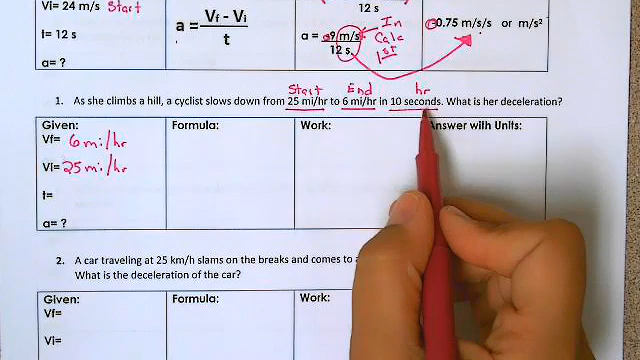 Vi= 24 m/s Start
t= 12 s
a= ?
a = Vf - Vi
t
12 s
a = -9 m/s
12 s
In
Calc
1st
-0.75 m/s/s or m/s²
Start End hr
1. As she climbs a hill, a cyclist slows down from 25 mi/hr to 6 mi/hr in 10 seconds. What is her deceleration?
Given: Formula: Work: Answer with Units:
Vf= 6 mi/hr
Vi= 25 mi/hr
t=
a= ?
2. A car traveling at 25 km/h slams on the breaks and comes to
What is the deceleration of the car?
Given: Formula: Work:
Vf=
Vi=